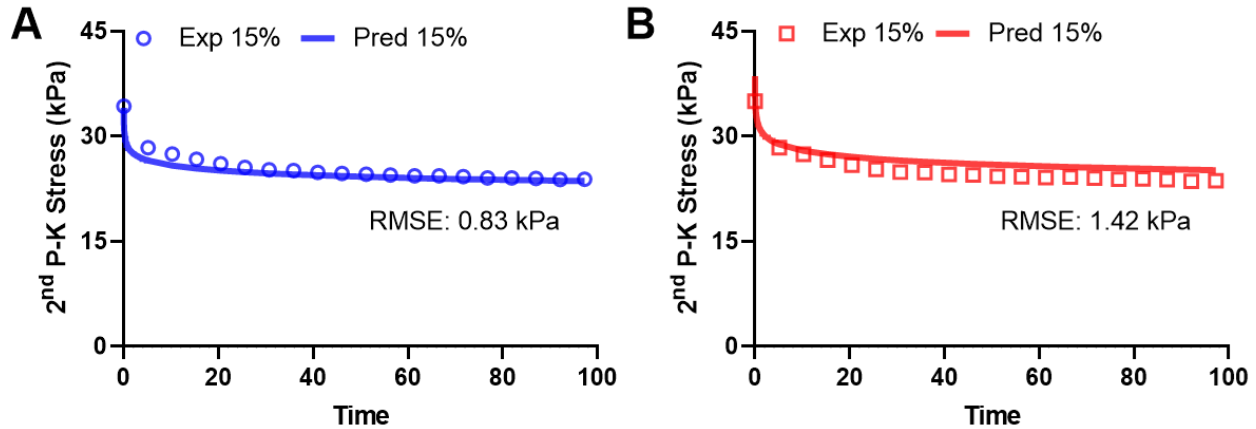 A
Exp 15% Pred 15%
2nd P-K Stress (kPa)
45
30
15
0
RMSE: 0.83 kPa
0 20 40 60 80 100
Time
B
Exp 15% Pred 15%
2nd P-K Stress (kPa)
45
30
15
0
RMSE: 1.42 kPa
0 20 40 60 80 100
Time